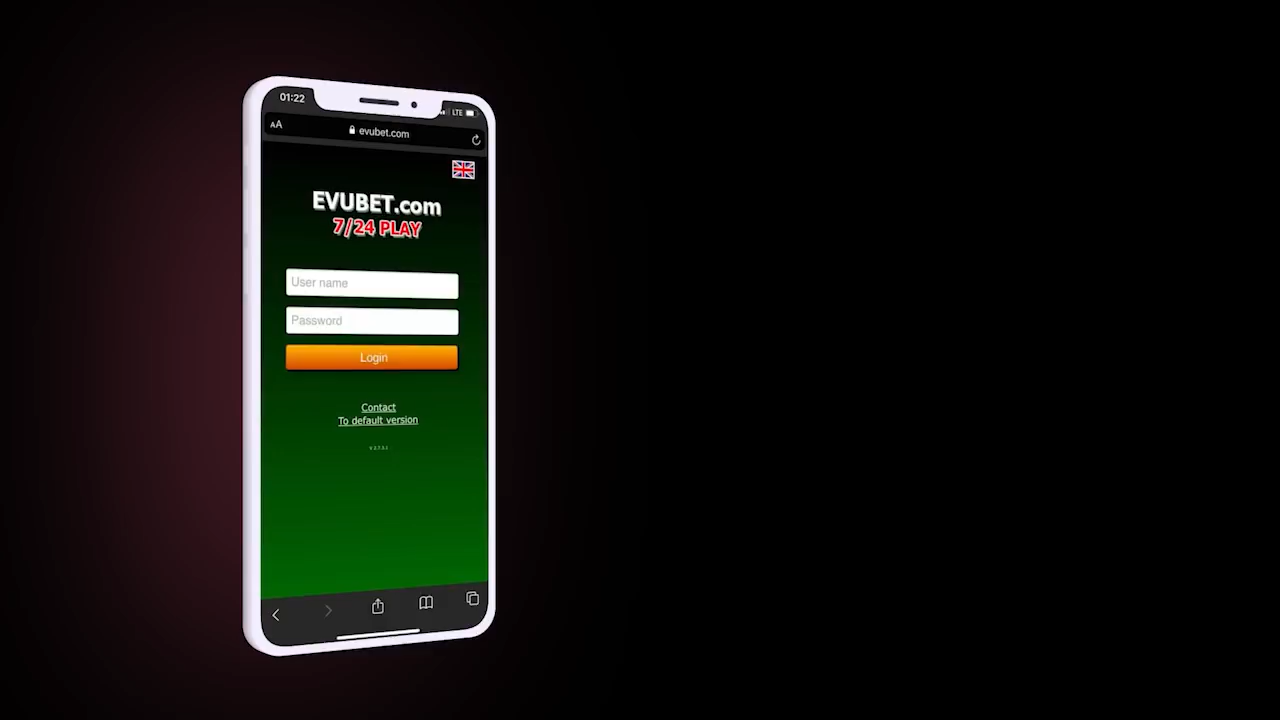 01:22
LTE
AA
evubet.com
EVUBET.com
7/24 PLAY
User name
Password
Login
Contact
To default version